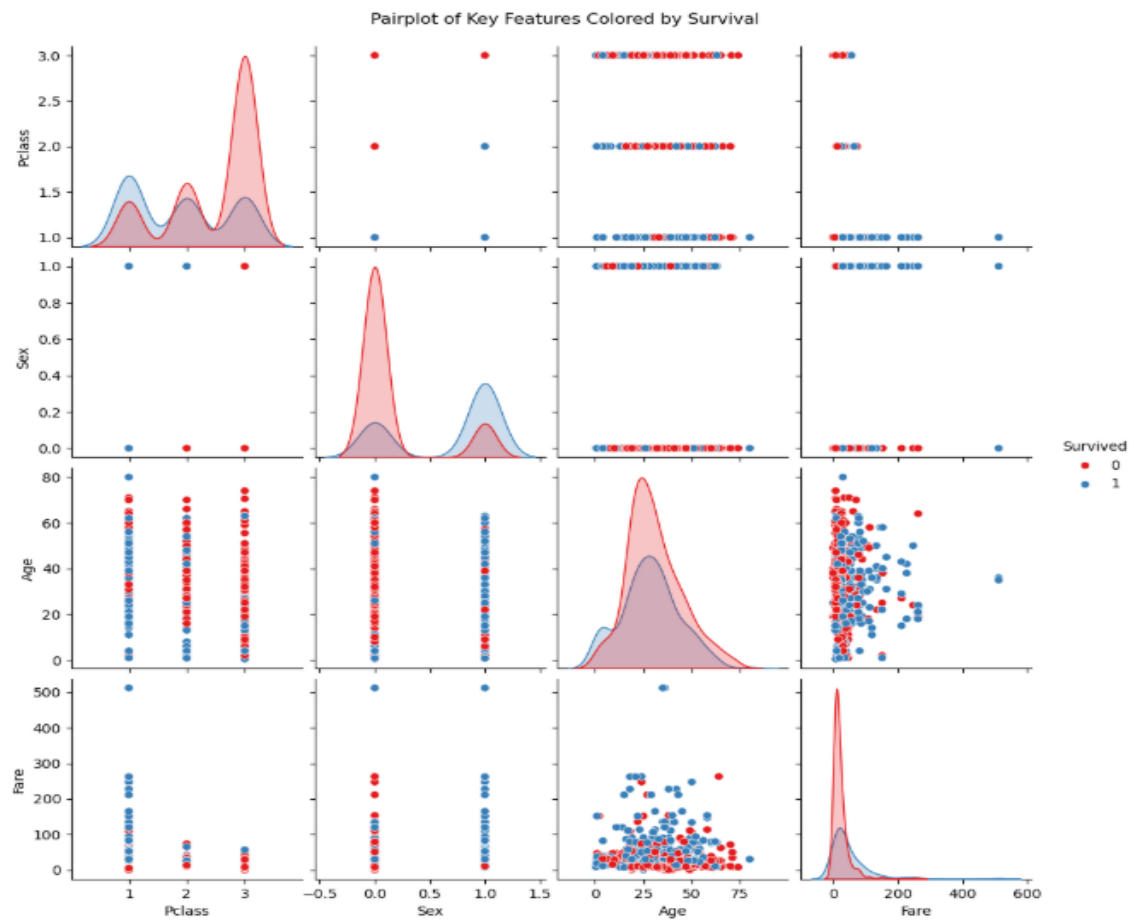 Pairplot of Key Features Colored by Survival
3.0
2.5
2.0
1.5
1.0
Pclass
1.0
0.8
0.6
0.4
0.2
0.0
Sex
Survived
0
1
80
60
40
20
0
Age
500
400
300
200
100
0
Fare
1 2 3
Pclass
−0.5 0.0 0.5 1.0 1.5
Sex
0 25 50 75
Age
0 200 400 600
Fare